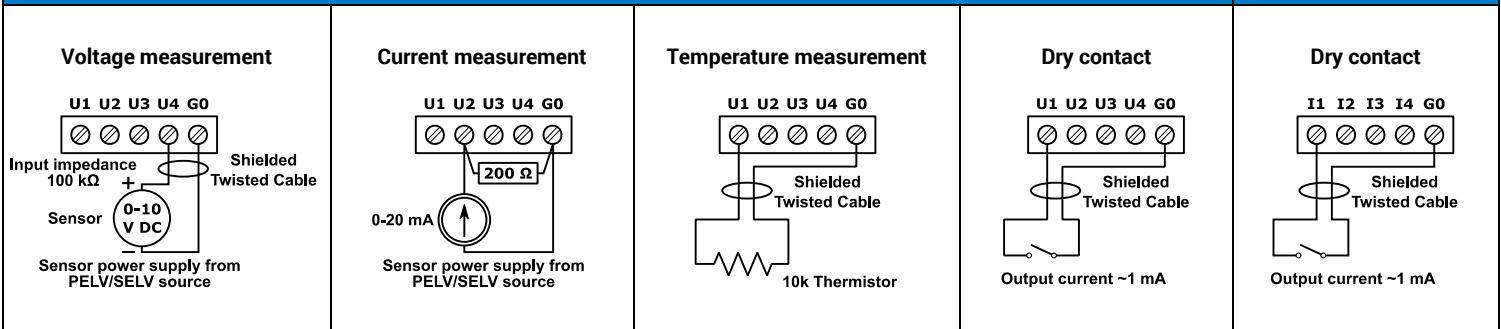 Voltage measurement
U1 U2 U3 U4 G0
Input impedance
100 kΩ
Shielded
Twisted Cable
+
Sensor
0-10
V DC
–
Sensor power supply from
PELV/SELV source
Current measurement
U1 U2 U3 U4 G0
200 Ω
0-20 mA
Sensor power supply from
PELV/SELV source
Temperature measurement
U1 U2 U3 U4 G0
Shielded
Twisted Cable
10k Thermistor
Dry contact
U1 U2 U3 U4 G0
Shielded
Twisted Cable
Output current ~1 mA
Dry contact
I1 I2 I3 I4 G0
Shielded
Twisted Cable
Output current ~1 mA